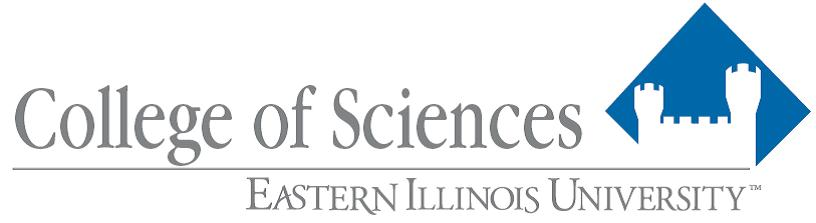 College of Sciences
EASTERN ILLINOIS UNIVERSITY™